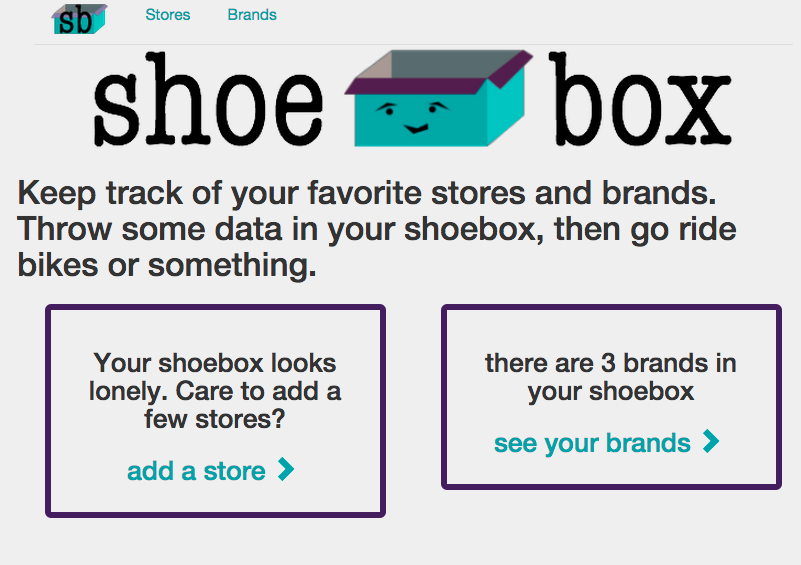 sb Stores Brands
shoe box
Keep track of your favorite stores and brands.
Throw some data in your shoebox, then go ride
bikes or something.
Your shoebox looks
lonely. Care to add a
few stores?
add a store
there are 3 brands in
your shoebox
see your brands